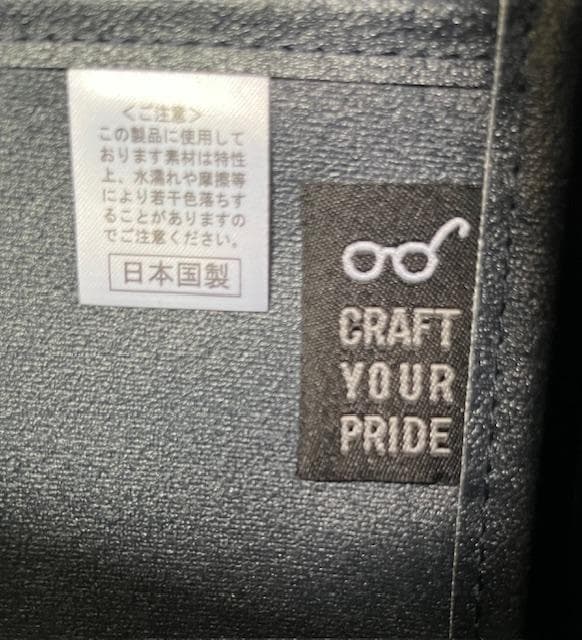 ＜ご注意＞
この製品に使用して
おります素材は特性
上、水濡れや摩擦等
により若干色落ちす
ることがありますの
でご注意ください。
日本国製
CRAFT
YOUR
PRIDE